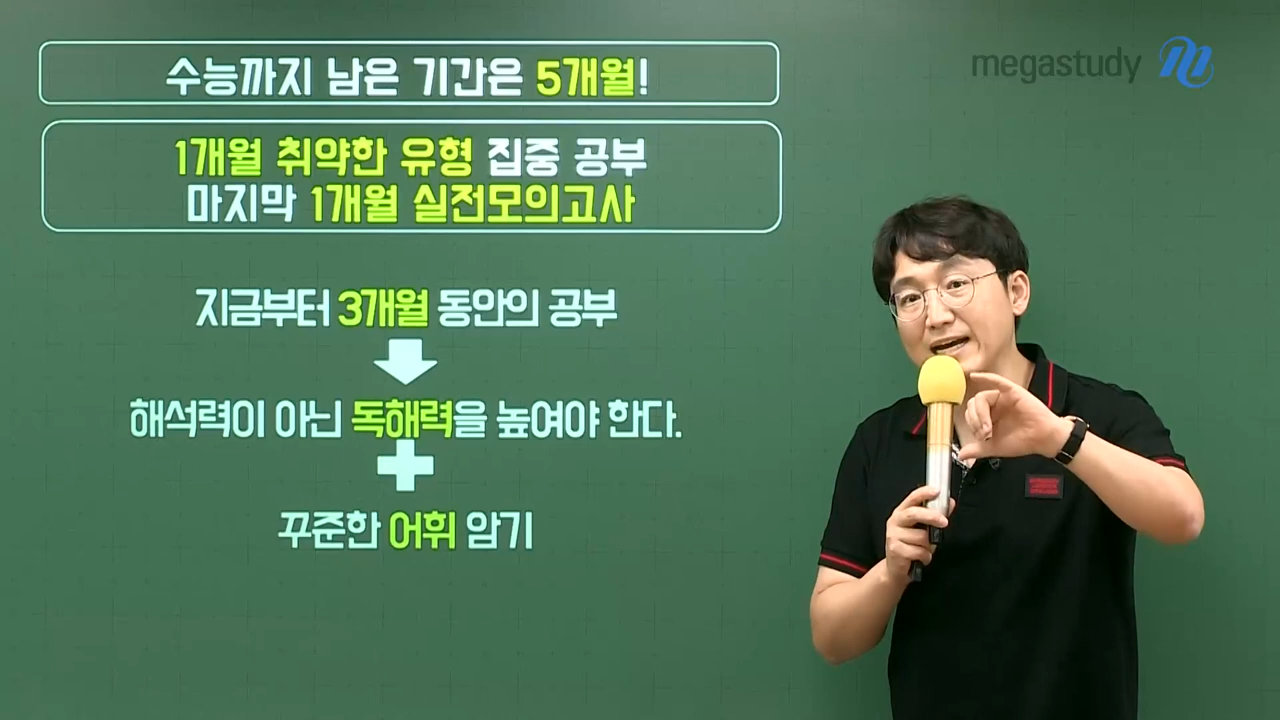 수능까지 남은 기간은 5개월!
megastudy
1개월 취약한 유형 집중 공부
마지막 1개월 실전모의고사
지금부터 3개월 동안의 공부
해석력이 아닌 독해력을 높여야 한다.
꾸준한 어휘 암기